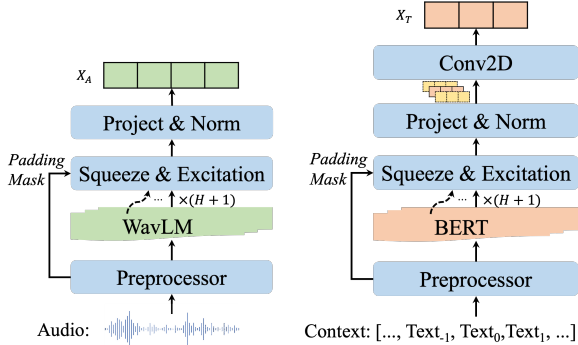 X_A
Project & Norm
Padding
Mask
Squeeze & Excitation
... ×(H + 1)
WavLM
Preprocessor
Audio:
X_T
Conv2D
Project & Norm
Padding
Mask
Squeeze & Excitation
... ×(H + 1)
BERT
Preprocessor
Context: [..., Text_-1, Text_0, Text_1, ...]